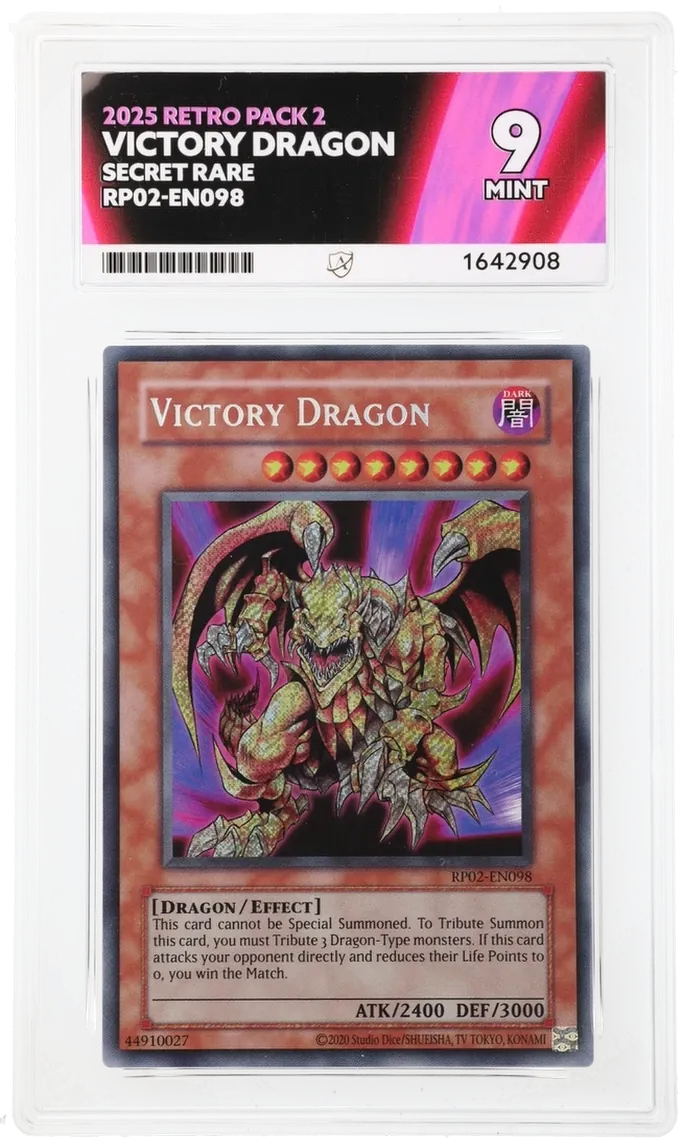 2025 RETRO PACK 2
VICTORY DRAGON
SECRET RARE
RP02-EN098
9
MINT
1642908
VICTORY DRAGON
DARK
闇
RP02-EN098
[DRAGON/EFFECT]
This card cannot be Special Summoned. To Tribute Summon
this card, you must Tribute 3 Dragon-Type monsters. If this card
attacks your opponent directly and reduces their Life Points to
0, you win the Match.
ATK/2400 DEF/3000
44910027
©2020 Studio Dice/SHUEISHA, TV TOKYO, KONAMI